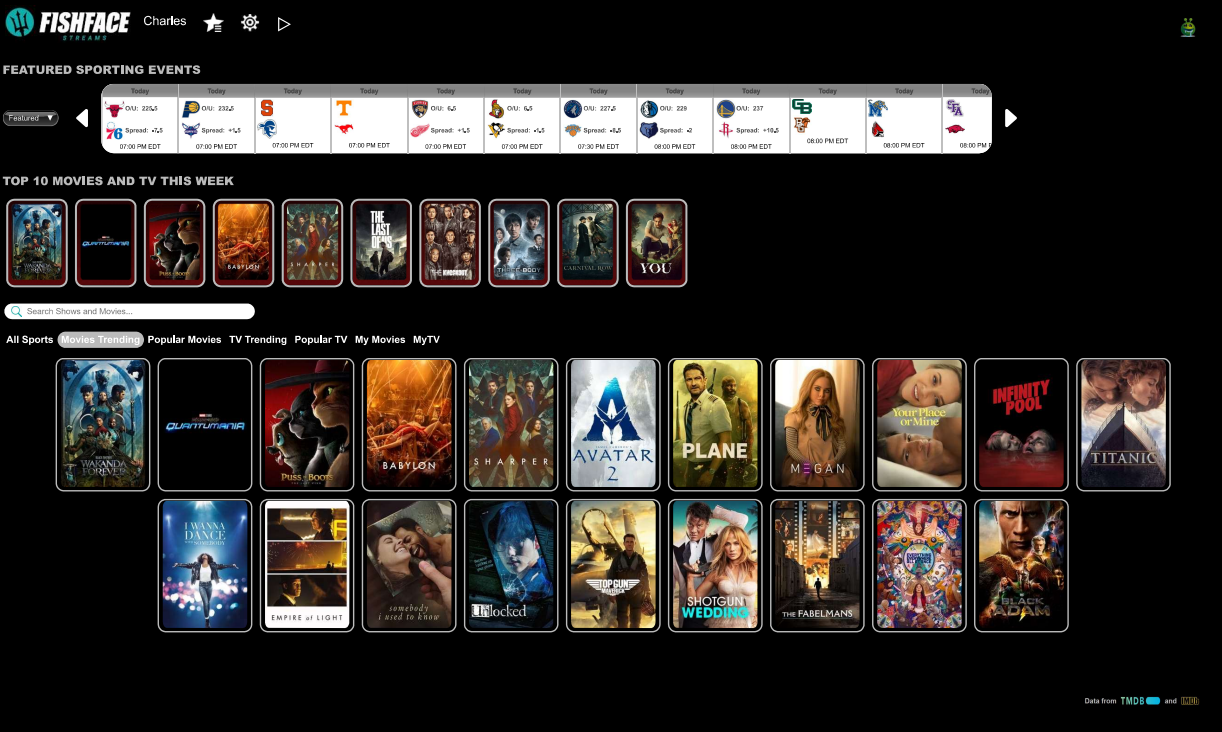 FISHFACE
STREAMS
Charles
FEATURED SPORTING EVENTS
Today Today Today Today Today Today Today Today Today Today Today Today
Featured ▼
O/U: 225.5 O/U: 232.5 O/U: 6.5 O/U: 6.5 O/U: 227.5 O/U: 229 O/U: 237
Spread: -7.5 Spread: +1.5 Spread: +1.5 Spread: -1.5 Spread: -8.5 Spread: -2 Spread: +10.5
07:00 PM EDT 07:00 PM EDT 07:00 PM EDT 07:00 PM EDT 07:00 PM EDT 07:00 PM EDT 07:30 PM EDT 08:00 PM EDT 08:00 PM EDT 08:00 PM EDT 08:00 PM EDT 08:00 PM
TOP 10 MOVIES AND TV THIS WEEK
WAKANDA
FOREVER
QUANTUMANIA
PUSS IN BOOTS
BABYLON
SHARPER
THE
LAST
OF US
THE KNOCKOUT
THREE-BODY
CARNIVAL ROW
YOU
Search Shows and Movies...
All Sports Movies Trending Popular Movies TV Trending Popular TV My Movies MyTV
WAKANDA
FOREVER
QUANTUMANIA
PUSS IN BOOTS
BABYLON
SHARPER
AVATAR
2
PLANE
M3GAN
Your Place
or Mine
INFINITY
POOL
TITANIC
I WANNA
DANCE
WITH SOMEBODY
EMPIRE of LIGHT
somebody
i used to know
Unlocked
TOP GUN
MAVERICK
SHOTGUN
WEDDING
THE FABELMANS
EVERYTHING
EVERYWHERE
ALL AT ONCE
BLACK
ADAM
Data from TMDB and IMDb